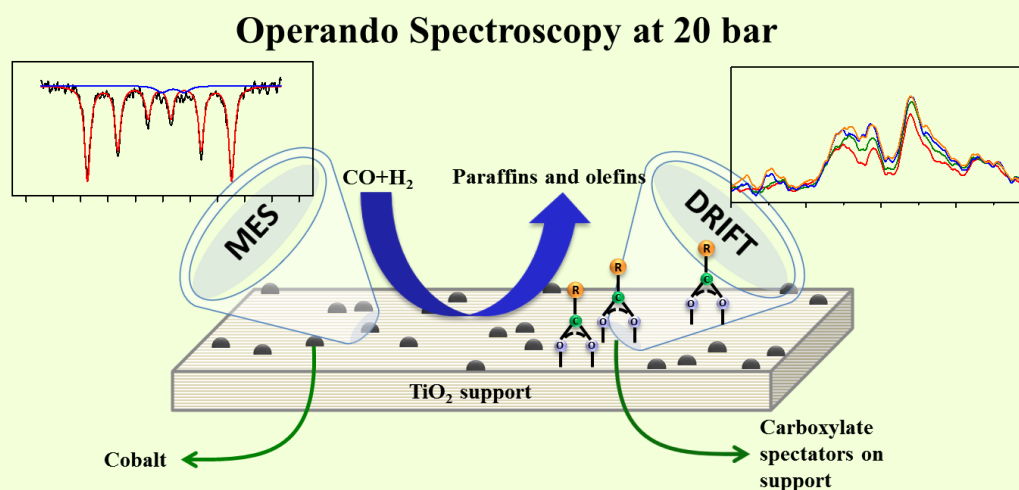 Operando Spectroscopy at 20 bar
CO+H₂
Paraffins and olefins
MES
DRIFT
R
R
R
C
C
C
O
O
O
O
O
O
TiO₂ support
Cobalt
Carboxylate
spectators on
support